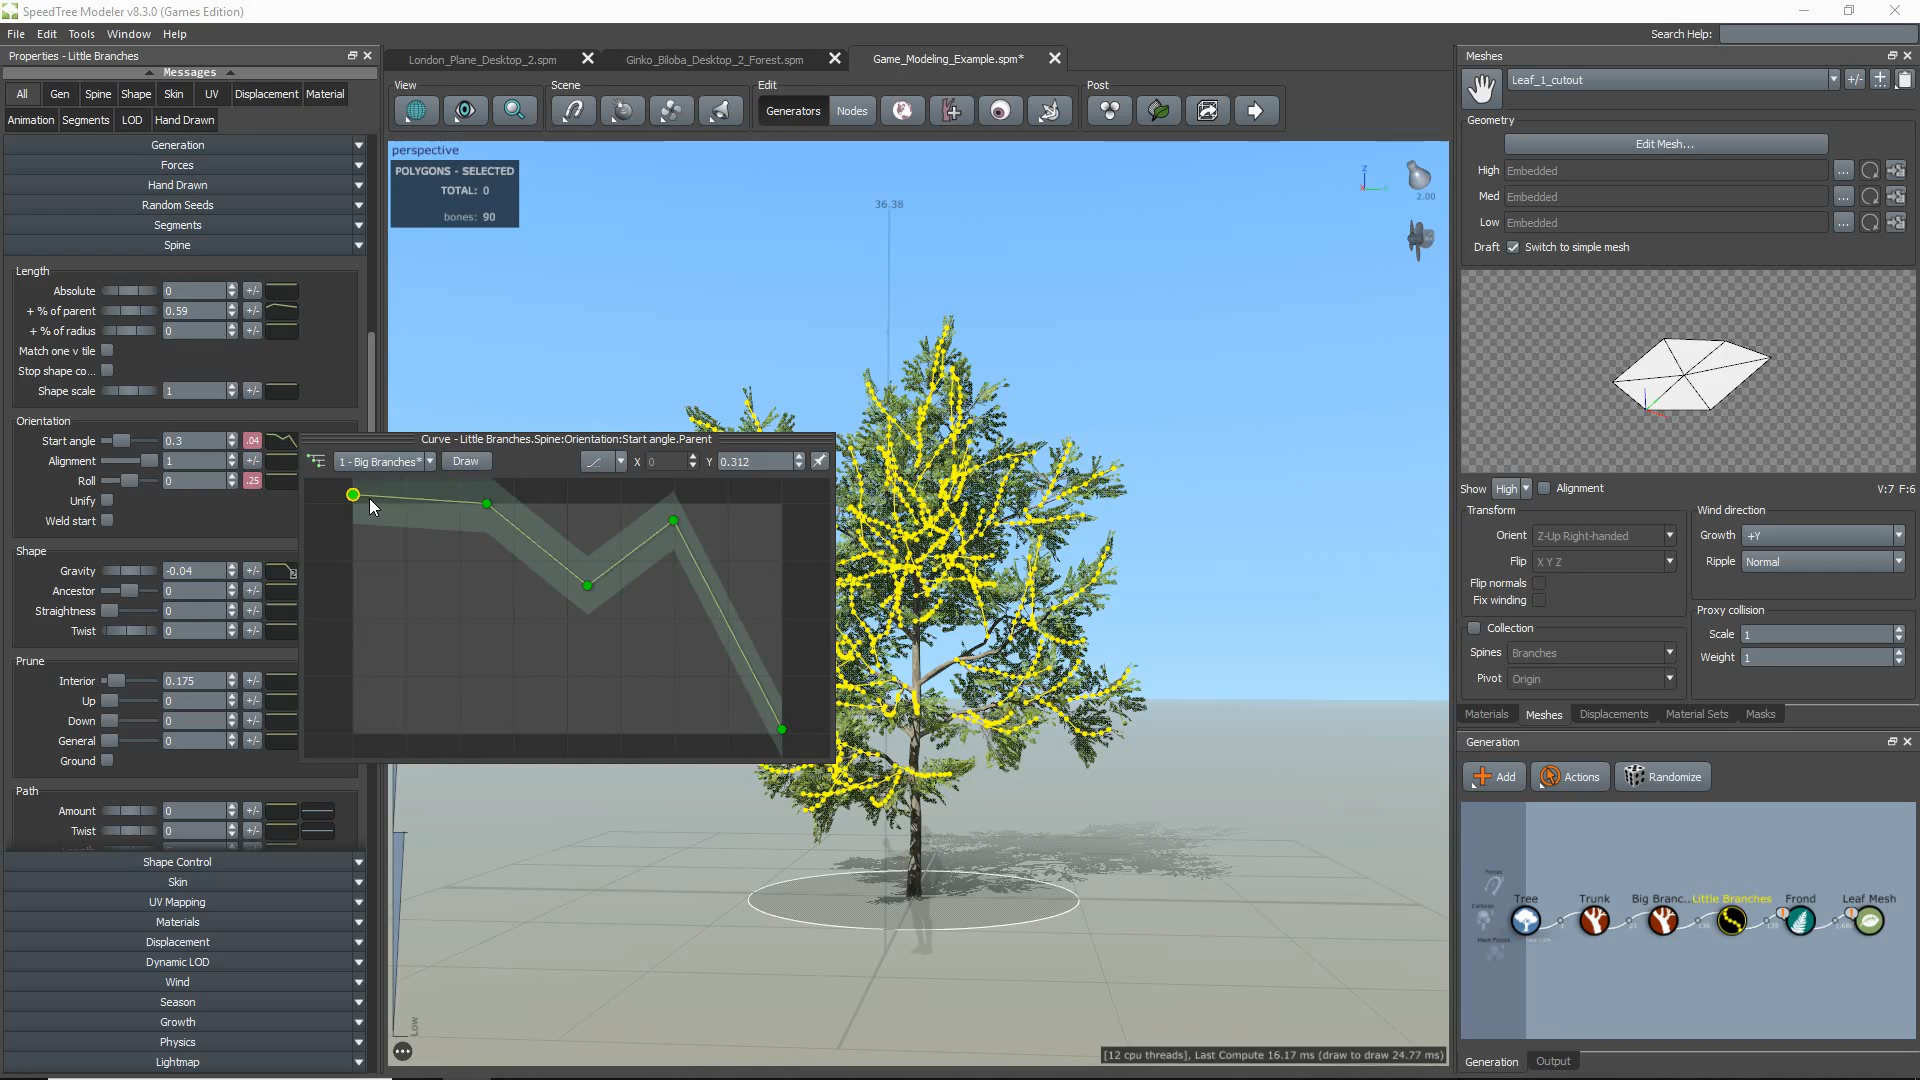 SpeedTree Modeler v8.3.0 (Games Edition)
File Edit Tools Window Help
Search Help:
Properties - Little Branches
Messages
All Gen Spine Shape Skin UV Displacement Material
Animation Segments LOD Hand Drawn
Generation
Forces
Hand Drawn
Random Seeds
Segments
Spine
Length
Absolute 0 +/-
+ % of parent 0.59 +/-
+ % of radius 0 +/-
Match one v tile
Stop shape co...
Shape scale 1 +/-
Orientation
Start angle 0.3 .04
Alignment 1 +/-
Roll 0 .25
Unify
Weld start
Shape
Gravity -0.04 +/-
Ancestor 0 +/-
Straightness 0 +/-
Twist 0 +/-
Prune
Interior 0.175 +/-
Up 0 +/-
Down 0 +/-
General 0 +/-
Ground
Path
Amount 0 +/-
Twist 0 +/-
Shape Control
Skin
UV Mapping
Materials
Displacement
Dynamic LOD
Wind
Season
Growth
Physics
Lightmap
London_Plane_Desktop_2.spm Ginko_Biloba_Desktop_2_Forest.spm Game_Modeling_Example.spm*
View Scene Edit Post
Generators Nodes
perspective
POLYGONS - SELECTED
TOTAL: 0
bones: 90
36.38
Z
2.00
Curve - Little Branches.Spine:Orientation:Start angle.Parent
1 - Big Branches* Draw X 0 Y 0.312
Low
[12 cpu threads], Last Compute 16.17 ms (draw to draw 24.77 ms)
Meshes
Leaf_1_cutout +/-
Geometry
Edit Mesh...
High Embedded ...
Med Embedded ...
Low Embedded ...
Draft Switch to simple mesh
Show High Alignment V:7 F:6
Transform
Orient Z-Up Right-handed
Flip X Y Z
Flip normals
Fix winding
Collection
Spines Branches
Pivot Origin
Wind direction
Growth +Y
Ripple Normal
Proxy collision
Scale 1
Weight 1
Materials Meshes Displacements Material Sets Masks
Generation
Add Actions Randomize
Forces
Mesh Forces
Tree Trunk Big Branc... Little Branches Frond Leaf Mesh
Generation Output